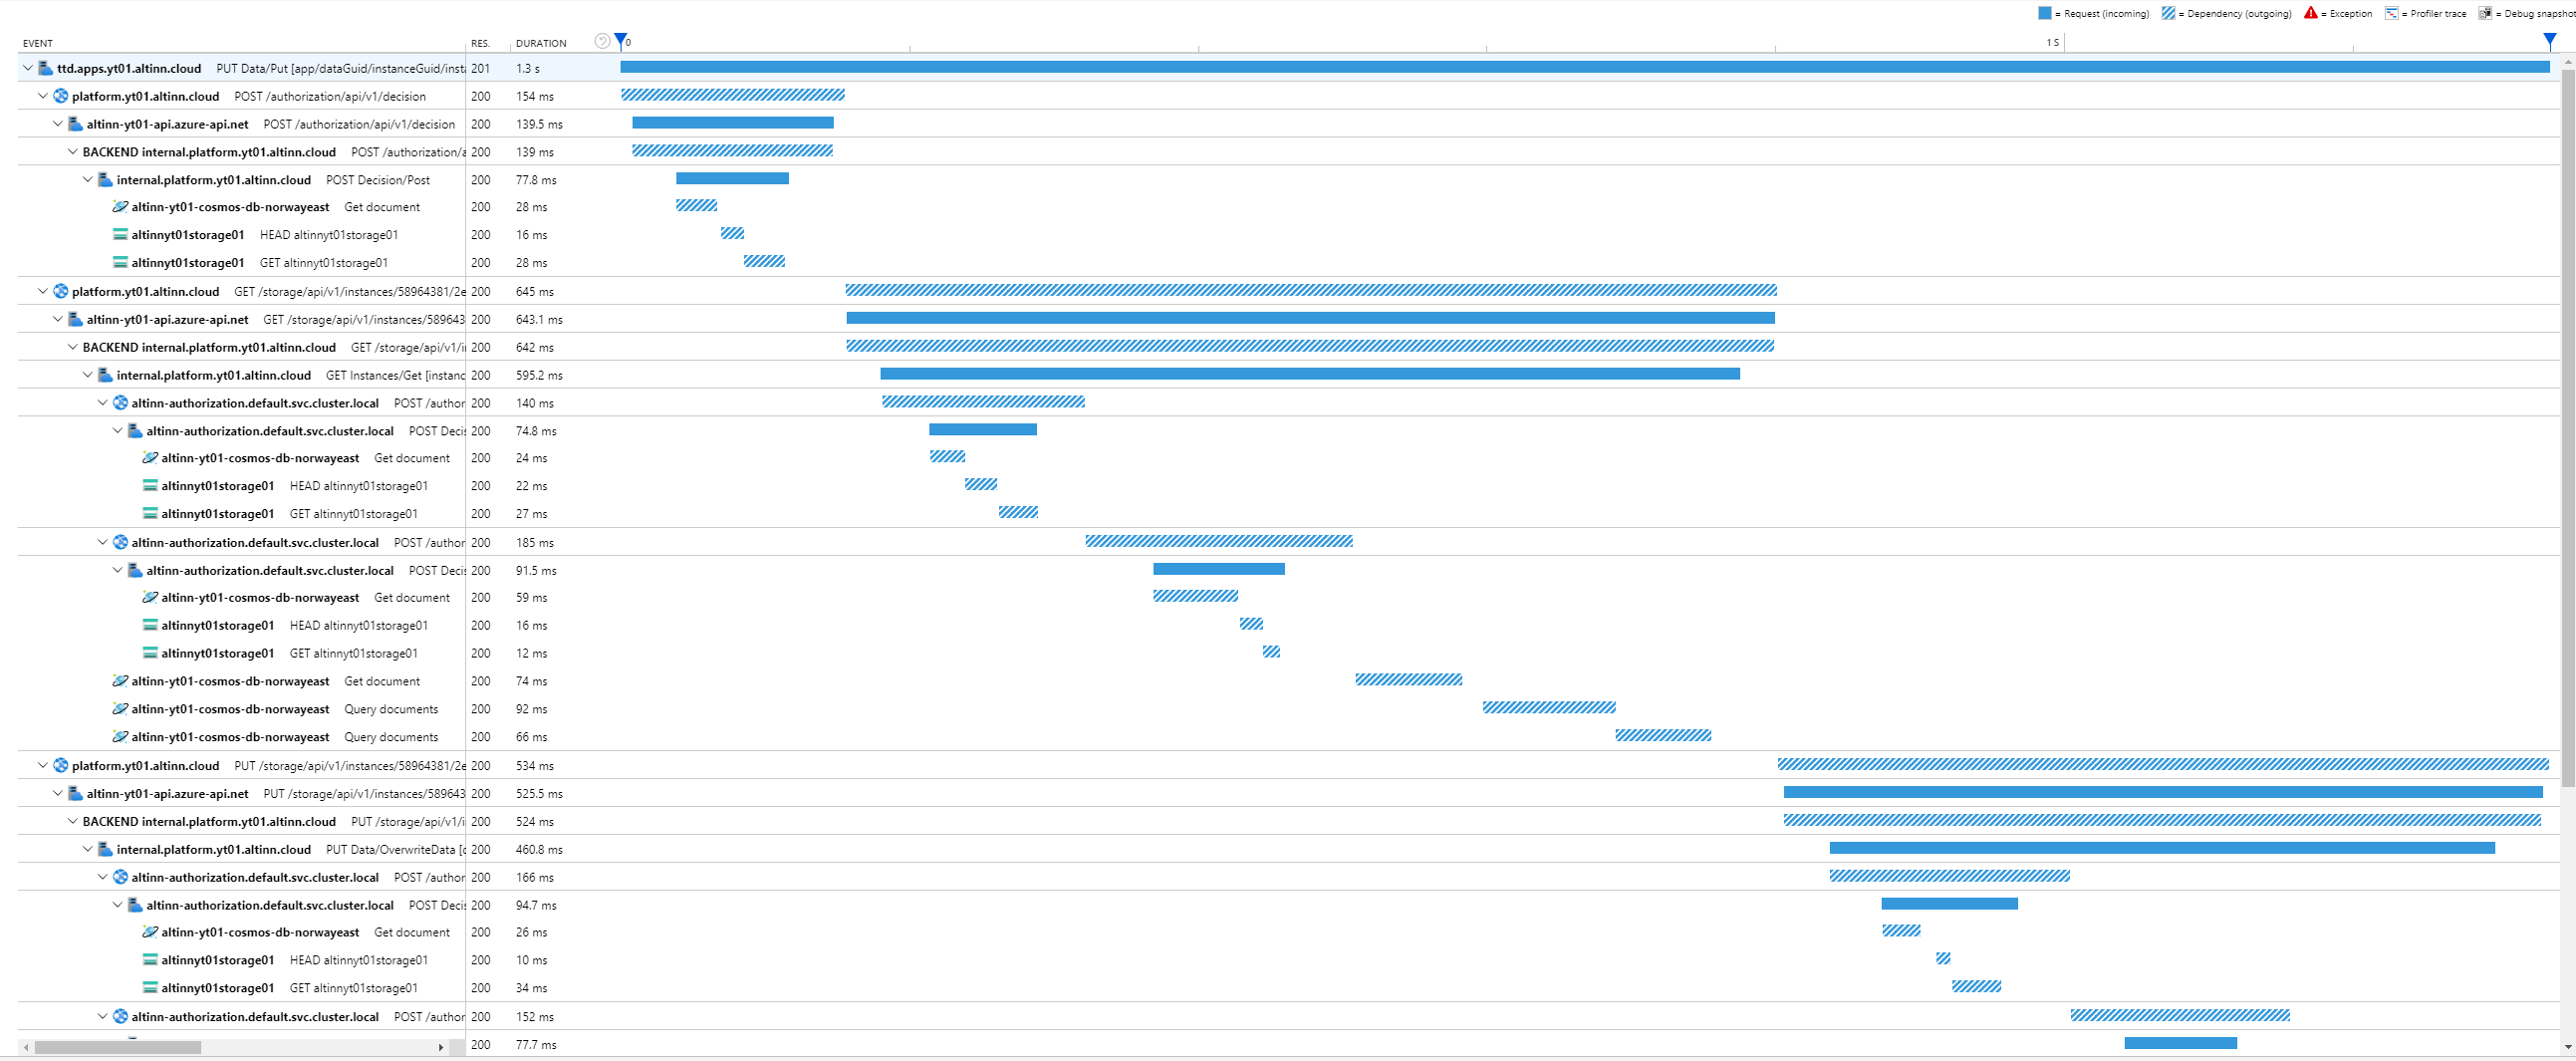 = Request (incoming) = Dependency (outgoing) = Exception = Profiler trace = Debug snapshot
EVENT RES. DURATION 0 1 S
ttd.apps.yt01.altinn.cloud PUT Data/Put [app/dataGuid/instanceGuid/insta 201 1.3 s
platform.yt01.altinn.cloud POST /authorization/api/v1/decision 200 154 ms
altinn-yt01-api.azure-api.net POST /authorization/api/v1/decision 200 139.5 ms
BACKEND internal.platform.yt01.altinn.cloud POST /authorization/a 200 139 ms
internal.platform.yt01.altinn.cloud POST Decision/Post 200 77.8 ms
altinn-yt01-cosmos-db-norwayeast Get document 200 28 ms
altinnyt01storage01 HEAD altinnyt01storage01 200 16 ms
altinnyt01storage01 GET altinnyt01storage01 200 28 ms
platform.yt01.altinn.cloud GET /storage/api/v1/instances/58964381/2e 200 645 ms
altinn-yt01-api.azure-api.net GET /storage/api/v1/instances/589643 200 643.1 ms
BACKEND internal.platform.yt01.altinn.cloud GET /storage/api/v1/i 200 642 ms
internal.platform.yt01.altinn.cloud GET Instances/Get [instanc 200 595.2 ms
altinn-authorization.default.svc.cluster.local POST /author 200 140 ms
altinn-authorization.default.svc.cluster.local POST Decis 200 74.8 ms
altinn-yt01-cosmos-db-norwayeast Get document 200 24 ms
altinnyt01storage01 HEAD altinnyt01storage01 200 22 ms
altinnyt01storage01 GET altinnyt01storage01 200 27 ms
altinn-authorization.default.svc.cluster.local POST /author 200 185 ms
altinn-authorization.default.svc.cluster.local POST Decis 200 91.5 ms
altinn-yt01-cosmos-db-norwayeast Get document 200 59 ms
altinnyt01storage01 HEAD altinnyt01storage01 200 16 ms
altinnyt01storage01 GET altinnyt01storage01 200 12 ms
altinn-yt01-cosmos-db-norwayeast Get document 200 74 ms
altinn-yt01-cosmos-db-norwayeast Query documents 200 92 ms
altinn-yt01-cosmos-db-norwayeast Query documents 200 66 ms
platform.yt01.altinn.cloud PUT /storage/api/v1/instances/58964381/2e 200 534 ms
altinn-yt01-api.azure-api.net PUT /storage/api/v1/instances/589643 200 525.5 ms
BACKEND internal.platform.yt01.altinn.cloud PUT /storage/api/v1/i 200 524 ms
internal.platform.yt01.altinn.cloud PUT Data/OverwriteData [c 200 460.8 ms
altinn-authorization.default.svc.cluster.local POST /author 200 166 ms
altinn-authorization.default.svc.cluster.local POST Decis 200 94.7 ms
altinn-yt01-cosmos-db-norwayeast Get document 200 26 ms
altinnyt01storage01 HEAD altinnyt01storage01 200 10 ms
altinnyt01storage01 GET altinnyt01storage01 200 34 ms
altinn-authorization.default.svc.cluster.local POST /author 200 152 ms
200 77.7 ms